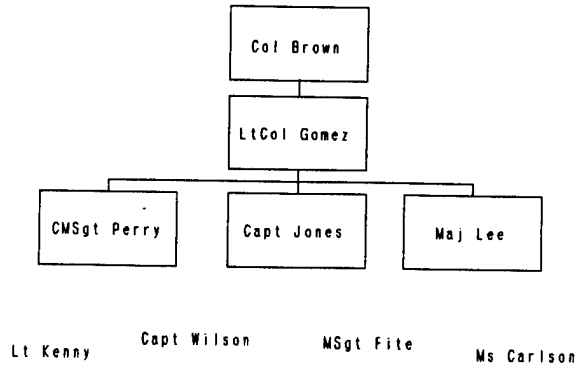 Col Brown
LtCol Gomez
CMSgt Perry
Capt Jones
Maj Lee
Lt Kenny
Capt Wilson
MSgt Fite
Ms Carlson